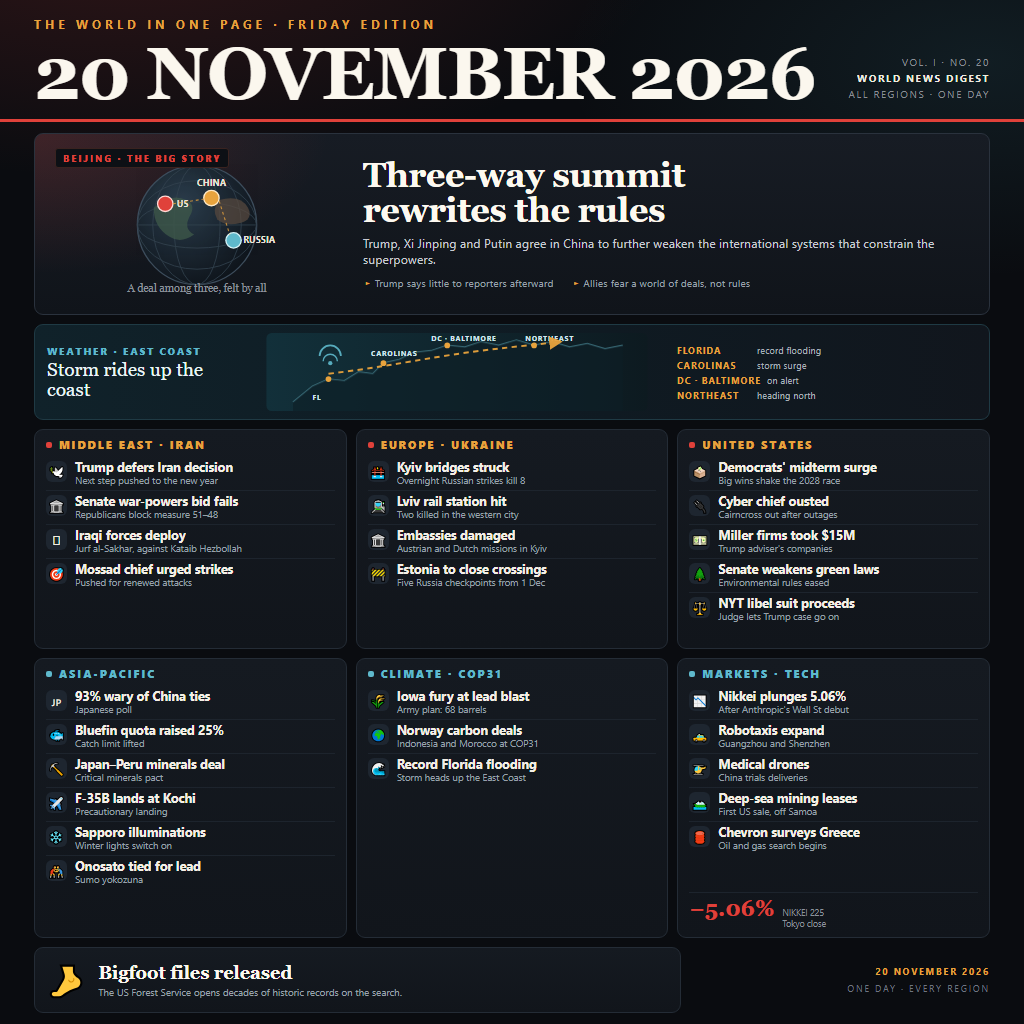 THE WORLD IN ONE PAGE · FRIDAY EDITION
20 NOVEMBER 2026
VOL. I · NO. 20
WORLD NEWS DIGEST
ALL REGIONS · ONE DAY
BEIJING · THE BIG STORY
CHINA
US
RUSSIA
A deal among three, felt by all
Three-way summit
rewrites the rules
Trump, Xi Jinping and Putin agree in China to further weaken the international systems that constrain the
superpowers.
► Trump says little to reporters afterward
► Allies fear a world of deals, not rules
WEATHER · EAST COAST
Storm rides up the
coast
FL
CAROLINAS
DC · BALTIMORE
NORTHEAST
FLORIDA record flooding
CAROLINAS storm surge
DC · BALTIMORE on alert
NORTHEAST heading north
MIDDLE EAST · IRAN
Trump defers Iran decision
Next step pushed to the new year
Senate war-powers bid fails
Republicans block measure 51–48
Iraqi forces deploy
Jurf al-Sakhar, against Kataib Hezbollah
Mossad chief urged strikes
Pushed for renewed attacks
EUROPE · UKRAINE
Kyiv bridges struck
Overnight Russian strikes kill 8
Lviv rail station hit
Two killed in the western city
Embassies damaged
Austrian and Dutch missions in Kyiv
Estonia to close crossings
Five Russia checkpoints from 1 Dec
UNITED STATES
Democrats' midterm surge
Big wins shake the 2028 race
Cyber chief ousted
Cairncross out after outages
Miller firms took $15M
Trump adviser's companies
Senate weakens green laws
Environmental rules eased
NYT libel suit proceeds
Judge lets Trump case go on
ASIA-PACIFIC
JP
93% wary of China ties
Japanese poll
Bluefin quota raised 25%
Catch limit lifted
Japan–Peru minerals deal
Critical minerals pact
F-35B lands at Kochi
Precautionary landing
Sapporo illuminations
Winter lights switch on
Onosato tied for lead
Sumo yokozuna
CLIMATE · COP31
Iowa fury at lead blast
Army plan: 68 barrels
Norway carbon deals
Indonesia and Morocco at COP31
Record Florida flooding
Storm heads up the East Coast
MARKETS · TECH
Nikkei plunges 5.06%
After Anthropic's Wall St debut
Robotaxis expand
Guangzhou and Shenzhen
Medical drones
China trials deliveries
Deep-sea mining leases
First US sale, off Samoa
Chevron surveys Greece
Oil and gas search begins
−5.06%
NIKKEI 225
Tokyo close
Bigfoot files released
The US Forest Service opens decades of historic records on the search.
20 NOVEMBER 2026
ONE DAY · EVERY REGION